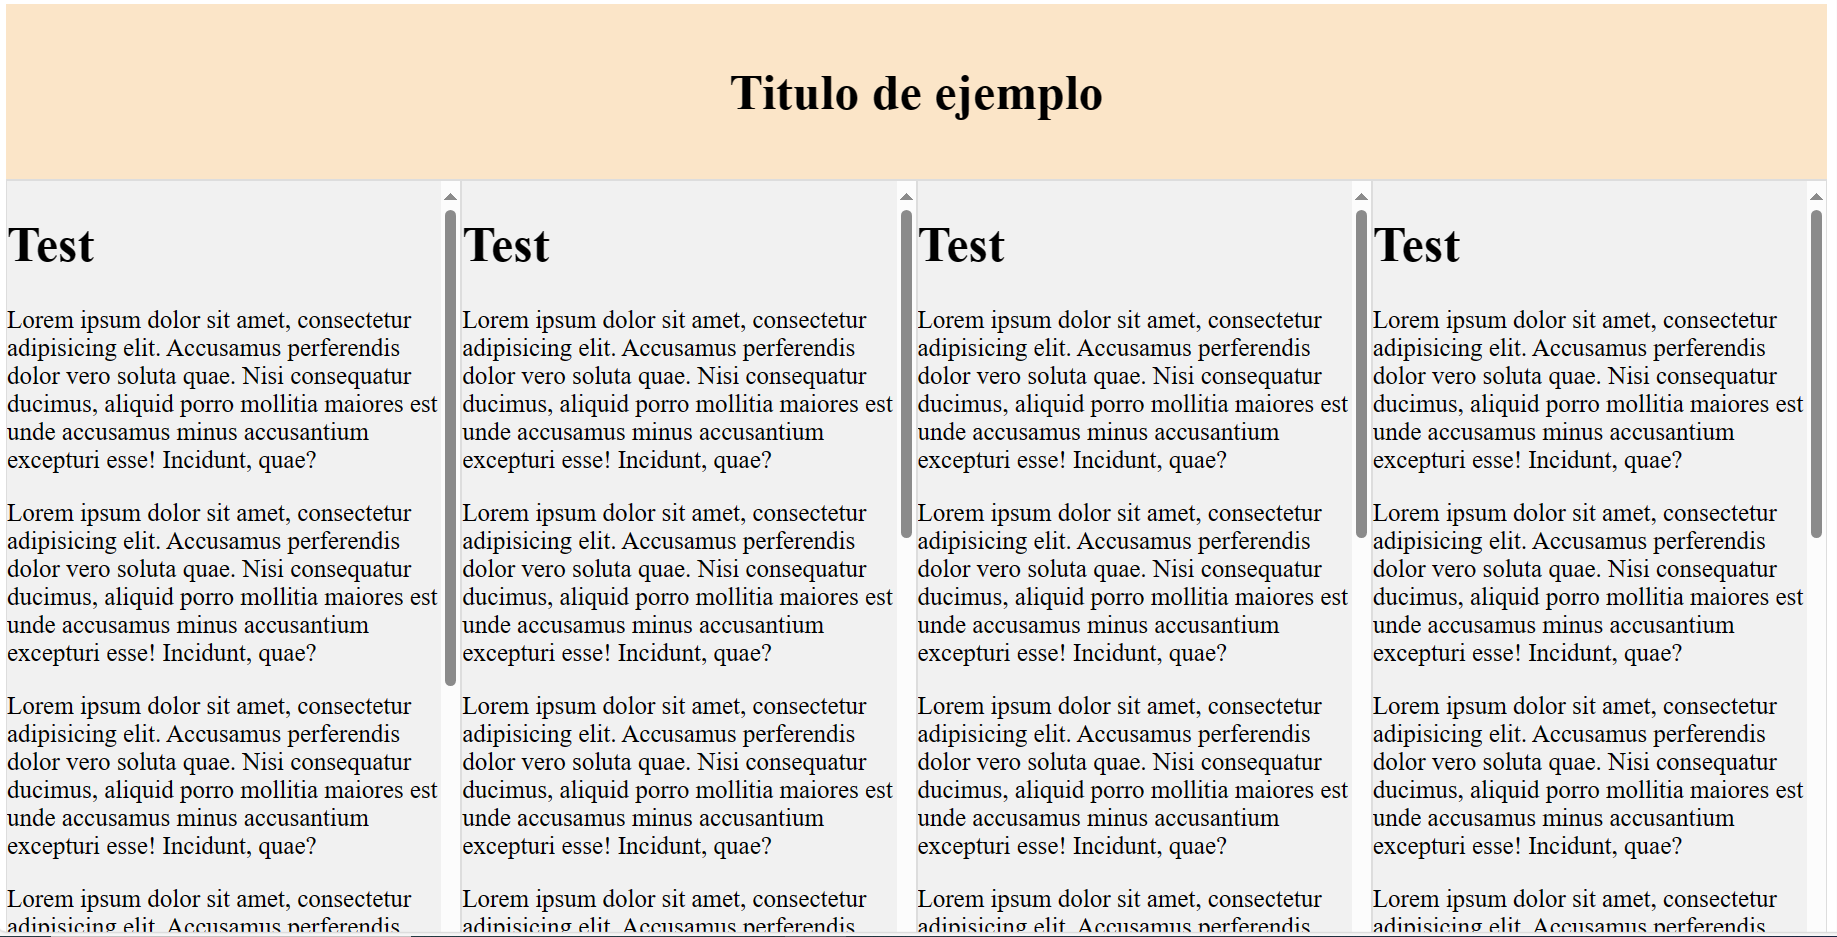 Titulo de ejemplo
Test
Lorem ipsum dolor sit amet, consectetur
adipisicing elit. Accusamus perferendis
dolor vero soluta quae. Nisi consequatur
ducimus, aliquid porro mollitia maiores est
unde accusamus minus accusantium
excepturi esse! Incidunt, quae?
Lorem ipsum dolor sit amet, consectetur
adipisicing elit. Accusamus perferendis
dolor vero soluta quae. Nisi consequatur
ducimus, aliquid porro mollitia maiores est
unde accusamus minus accusantium
excepturi esse! Incidunt, quae?
Lorem ipsum dolor sit amet, consectetur
adipisicing elit. Accusamus perferendis
dolor vero soluta quae. Nisi consequatur
ducimus, aliquid porro mollitia maiores est
unde accusamus minus accusantium
excepturi esse! Incidunt, quae?
Lorem ipsum dolor sit amet, consectetur
adipisicing elit. Accusamus perferendis
Test
Lorem ipsum dolor sit amet, consectetur
adipisicing elit. Accusamus perferendis
dolor vero soluta quae. Nisi consequatur
ducimus, aliquid porro mollitia maiores est
unde accusamus minus accusantium
excepturi esse! Incidunt, quae?
Lorem ipsum dolor sit amet, consectetur
adipisicing elit. Accusamus perferendis
dolor vero soluta quae. Nisi consequatur
ducimus, aliquid porro mollitia maiores est
unde accusamus minus accusantium
excepturi esse! Incidunt, quae?
Lorem ipsum dolor sit amet, consectetur
adipisicing elit. Accusamus perferendis
dolor vero soluta quae. Nisi consequatur
ducimus, aliquid porro mollitia maiores est
unde accusamus minus accusantium
excepturi esse! Incidunt, quae?
Lorem ipsum dolor sit amet, consectetur
adipisicing elit. Accusamus perferendis
Test
Lorem ipsum dolor sit amet, consectetur
adipisicing elit. Accusamus perferendis
dolor vero soluta quae. Nisi consequatur
ducimus, aliquid porro mollitia maiores est
unde accusamus minus accusantium
excepturi esse! Incidunt, quae?
Lorem ipsum dolor sit amet, consectetur
adipisicing elit. Accusamus perferendis
dolor vero soluta quae. Nisi consequatur
ducimus, aliquid porro mollitia maiores est
unde accusamus minus accusantium
excepturi esse! Incidunt, quae?
Lorem ipsum dolor sit amet, consectetur
adipisicing elit. Accusamus perferendis
dolor vero soluta quae. Nisi consequatur
ducimus, aliquid porro mollitia maiores est
unde accusamus minus accusantium
excepturi esse! Incidunt, quae?
Lorem ipsum dolor sit amet, consectetur
adipisicing elit. Accusamus perferendis
Test
Lorem ipsum dolor sit amet, consectetur
adipisicing elit. Accusamus perferendis
dolor vero soluta quae. Nisi consequatur
ducimus, aliquid porro mollitia maiores est
unde accusamus minus accusantium
excepturi esse! Incidunt, quae?
Lorem ipsum dolor sit amet, consectetur
adipisicing elit. Accusamus perferendis
dolor vero soluta quae. Nisi consequatur
ducimus, aliquid porro mollitia maiores est
unde accusamus minus accusantium
excepturi esse! Incidunt, quae?
Lorem ipsum dolor sit amet, consectetur
adipisicing elit. Accusamus perferendis
dolor vero soluta quae. Nisi consequatur
ducimus, aliquid porro mollitia maiores est
unde accusamus minus accusantium
excepturi esse! Incidunt, quae?
Lorem ipsum dolor sit amet, consectetur
adipisicing elit. Accusamus perferendis